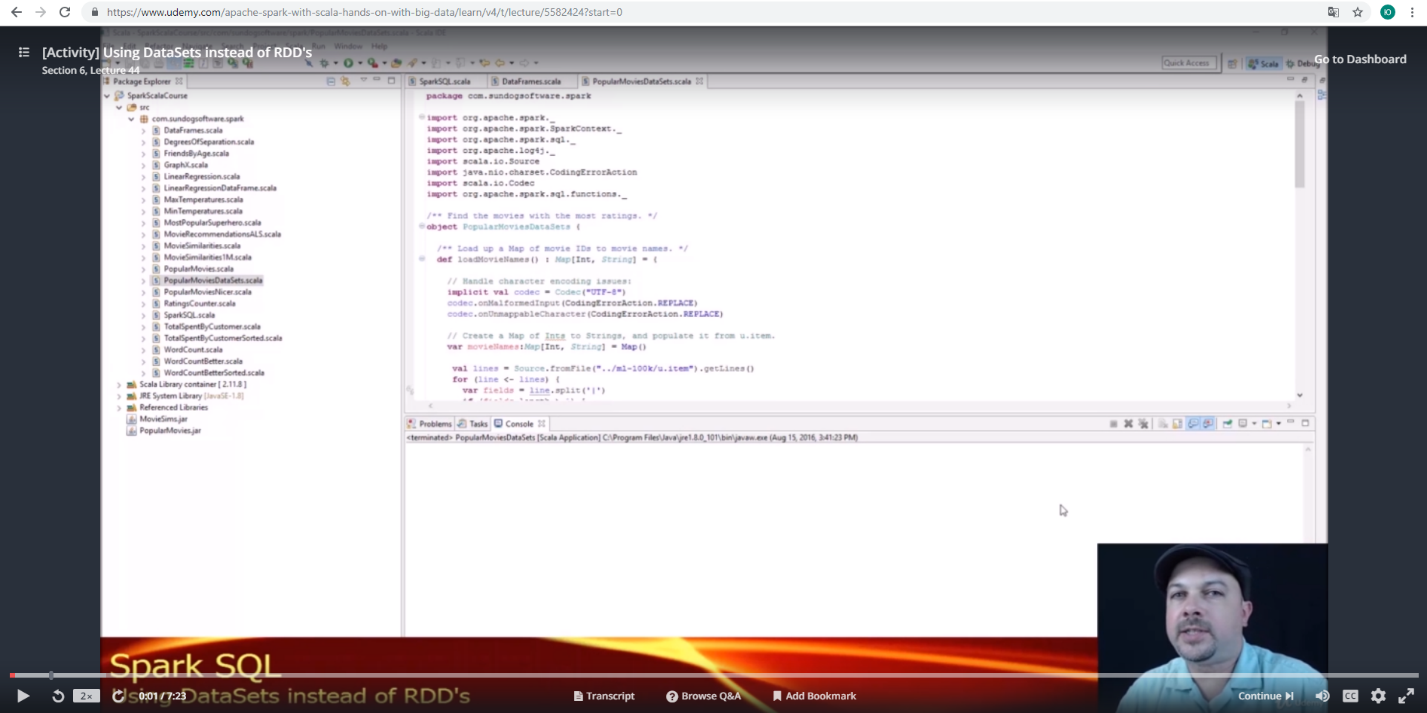 https://www.udemy.com/apache-spark-with-scala-hands-on-with-big-data/learn/v4/t/lecture/5582424?start=0
[Activity] Using DataSets instead of RDD's
Section 6, Lecture 44
Go to Dashboard
Run Window Help
Quick Access
Scala
Debug
Package Explorer
SparkScalaCourse
src
com.sundogsoftware.spark
DataFrames.scala
DegreesOfSeparation.scala
FriendsByAge.scala
GraphX.scala
LinearRegression.scala
LinearRegressionDataFrame.scala
MaxTemperatures.scala
MinTemperatures.scala
MostPopularSuperhero.scala
MovieRecommendationsALS.scala
MovieSimilarities.scala
MovieSimilarities1M.scala
PopularMovies.scala
PopularMoviesDataSets.scala
PopularMoviesNicer.scala
RatingsCounter.scala
SparkSQL.scala
TotalSpentByCustomer.scala
TotalSpentByCustomerSorted.scala
WordCount.scala
WordCountBetter.scala
WordCountBetterSorted.scala
Scala Library container [ 2.11.8 ]
JRE System Library [JavaSE-1.8]
Referenced Libraries
MovieSims.jar
PopularMovies.jar
SparkSQL.scala
DataFrames.scala
PopularMoviesDataSets.scala
package com.sundogsoftware.spark
import org.apache.spark._
import org.apache.spark.SparkContext._
import org.apache.spark.sql._
import org.apache.log4j._
import scala.io.Source
import java.nio.charset.CodingErrorAction
import scala.io.Codec
import org.apache.spark.sql.functions._
/** Find the movies with the most ratings. */
object PopularMoviesDataSets {
/** Load up a Map of movie IDs to movie names. */
def loadMovieNames() : Map[Int, String] = {
// Handle character encoding issues:
implicit val codec = Codec("UTF-8")
codec.onMalformedInput(CodingErrorAction.REPLACE)
codec.onUnmappableCharacter(CodingErrorAction.REPLACE)
// Create a Map of Ints to Strings, and populate it from u.item.
var movieNames:Map[Int, String] = Map()
val lines = Source.fromFile("../ml-100k/u.item").getLines()
for (line <- lines) {
var fields = line.split('|')
Problems
Tasks
Console
<terminated> PopularMoviesDataSets [Scala Application] C:\Program Files\Java\jre1.8.0_101\bin\javaw.exe (Aug 15, 2016, 3:41:23 PM)
Spark SQL
Using DataSets instead of RDD's
2×
0:01 / 7:23
Transcript
Browse Q&A
Add Bookmark
Continue
CC